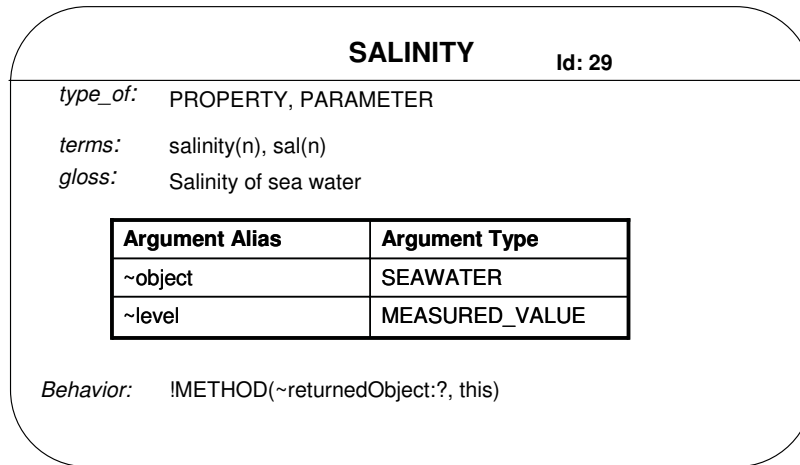 SALINITY Id: 29
type_of: PROPERTY, PARAMETER
terms: salinity(n), sal(n)
gloss: Salinity of sea water
Argument Alias Argument Type
~object SEAWATER
~level MEASURED_VALUE
Behavior: !METHOD(~returnedObject:?, this)